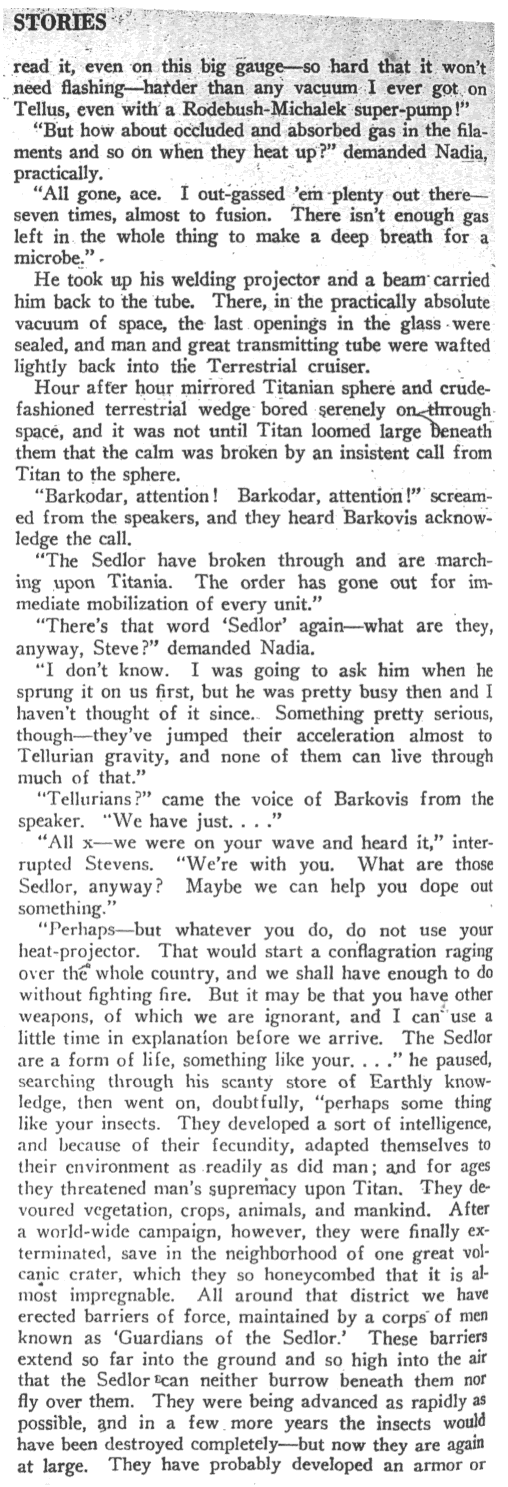 STORIES
read it, even on this big gauge—so hard that it won't
need flashing—harder than any vacuum I ever got on
Tellus, even with a Rodebush-Michalek super-pump!"
"But how about occluded and absorbed gas in the fila-
ments and so on when they heat up?" demanded Nadia,
practically.
"All gone, ace. I out-gassed 'em plenty out there—
seven times, almost to fusion. There isn't enough gas
left in the whole thing to make a deep breath for a
microbe."
He took up his welding projector and a beam carried
him back to the tube. There, in the practically absolute
vacuum of space, the last openings in the glass were
sealed, and man and great transmitting tube were wafted
lightly back into the Terrestrial cruiser.
Hour after hour mirrored Titanian sphere and crude-
fashioned terrestrial wedge bored serenely on through
space, and it was not until Titan loomed large beneath
them that the calm was broken by an insistent call from
Titan to the sphere.
"Barkodar, attention! Barkodar, attention!" scream-
ed from the speakers, and they heard Barkovis acknow-
ledge the call.
"The Sedlor have broken through and are march-
ing upon Titania. The order has gone out for im-
mediate mobilization of every unit."
"There's that word 'Sedlor' again—what are they,
anyway, Steve?" demanded Nadia.
"I don't know. I was going to ask him when he
sprung it on us first, but he was pretty busy then and I
haven't thought of it since. Something pretty serious,
though—they've jumped their acceleration almost to
Tellurian gravity, and none of them can live through
much of that."
"Tellurians?" came the voice of Barkovis from the
speaker. "We have just. . . ."
"All x—we were on your wave and heard it," inter-
rupted Stevens. "We're with you. What are those
Sedlor, anyway? Maybe we can help you dope out
something."
"Perhaps—but whatever you do, do not use your
heat-projector. That would start a conflagration raging
over the whole country, and we shall have enough to do
without fighting fire. But it may be that you have other
weapons, of which we are ignorant, and I can use a
little time in explanation before we arrive. The Sedlor
are a form of life, something like your. . . ." he paused,
searching through his scanty store of Earthly know-
ledge, then went on, doubtfully, "perhaps some thing
like your insects. They developed a sort of intelligence,
and because of their fecundity, adapted themselves to
their environment as readily as did man; and for ages
they threatened man's supremacy upon Titan. They de-
voured vegetation, crops, animals, and mankind. After
a world-wide campaign, however, they were finally ex-
terminated, save in the neighborhood of one great vol-
canic crater, which they so honeycombed that it is al-
most impregnable. All around that district we have
erected barriers of force, maintained by a corps of men
known as 'Guardians of the Sedlor.' These barriers
extend so far into the ground and so high into the air
that the Sedlor can neither burrow beneath them nor
fly over them. They were being advanced as rapidly as
possible, and in a few more years the insects would
have been destroyed completely—but now they are again
at large. They have probably developed an armor or